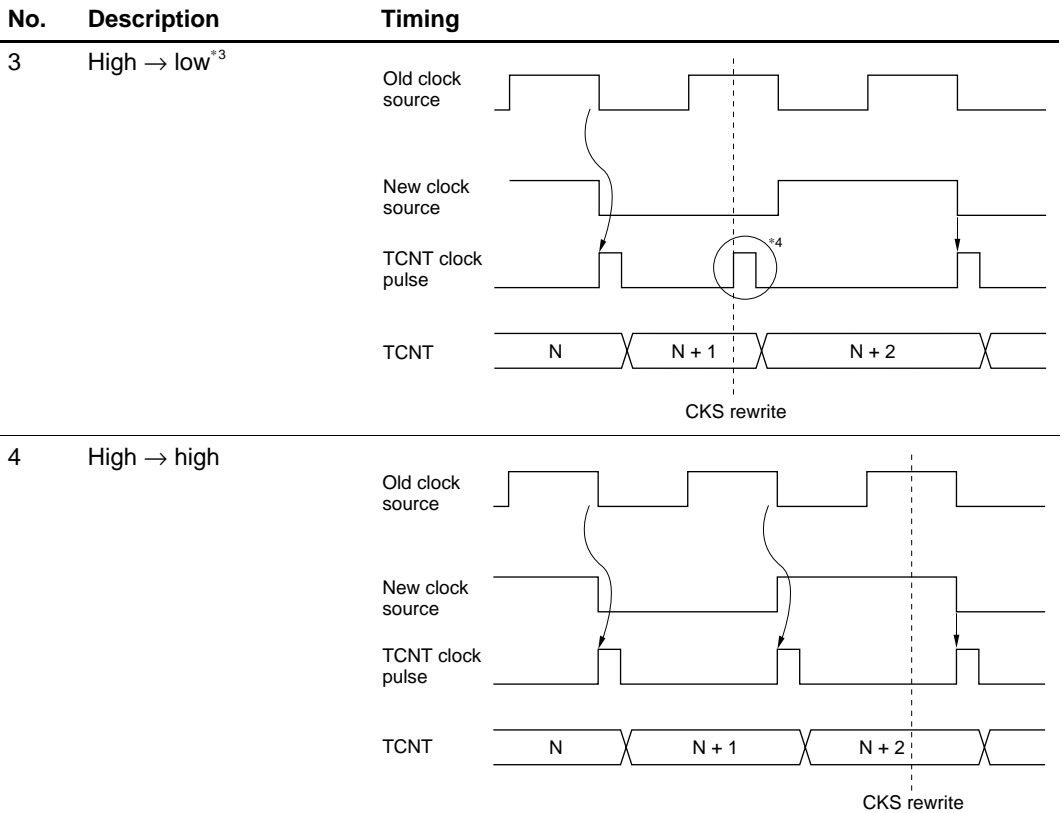 No. Description Timing
3 High → low*3
Old clock
source
New clock
source
*4
TCNT clock
pulse
TCNT N N + 1 N + 2
CKS rewrite
4 High → high
Old clock
source
New clock
source
TCNT clock
pulse
TCNT N N + 1 N + 2
CKS rewrite